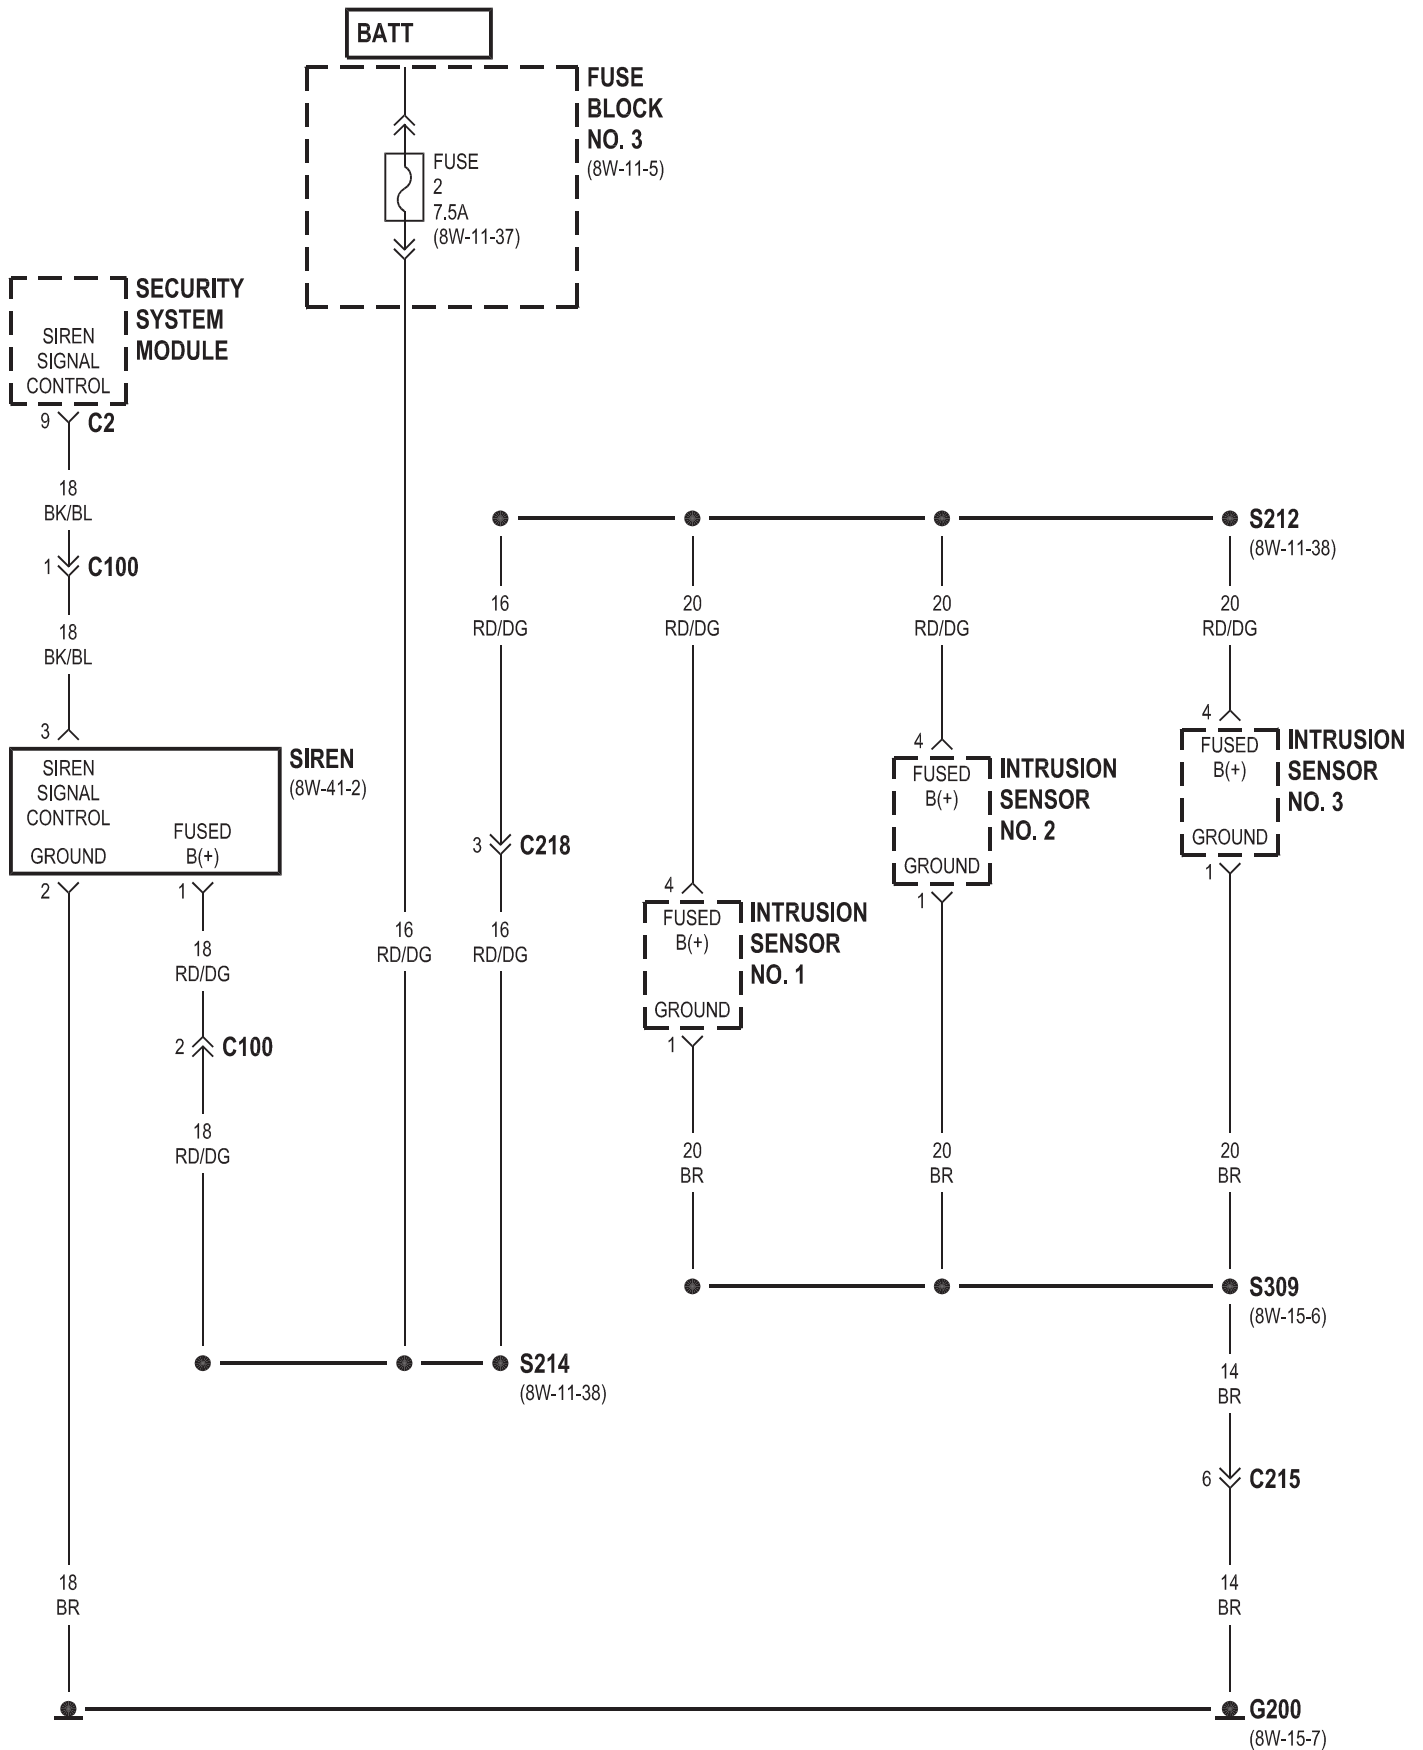 BATT
FUSE
BLOCK
NO. 3
(8W-11-5)
FUSE
2
7.5A
(8W-11-37)
SECURITY
SYSTEM
MODULE
SIREN
SIGNAL
CONTROL
9
C2
18
BK/BL
1
C100
18
BK/BL
3
SIREN
(8W-41-2)
SIREN
SIGNAL
CONTROL
GROUND
FUSED
B(+)
2
1
18
RD/DG
2
C100
18
RD/DG
16
RD/DG
16
RD/DG
3
C218
16
RD/DG
S214
(8W-11-38)
S212
(8W-11-38)
20
RD/DG
20
RD/DG
20
RD/DG
4
FUSED
B(+)
GROUND
1
INTRUSION
SENSOR
NO. 1
4
FUSED
B(+)
GROUND
1
INTRUSION
SENSOR
NO. 2
4
FUSED
B(+)
GROUND
1
INTRUSION
SENSOR
NO. 3
20
BR
20
BR
20
BR
S309
(8W-15-6)
14
BR
6
C215
18
BR
14
BR
G200
(8W-15-7)